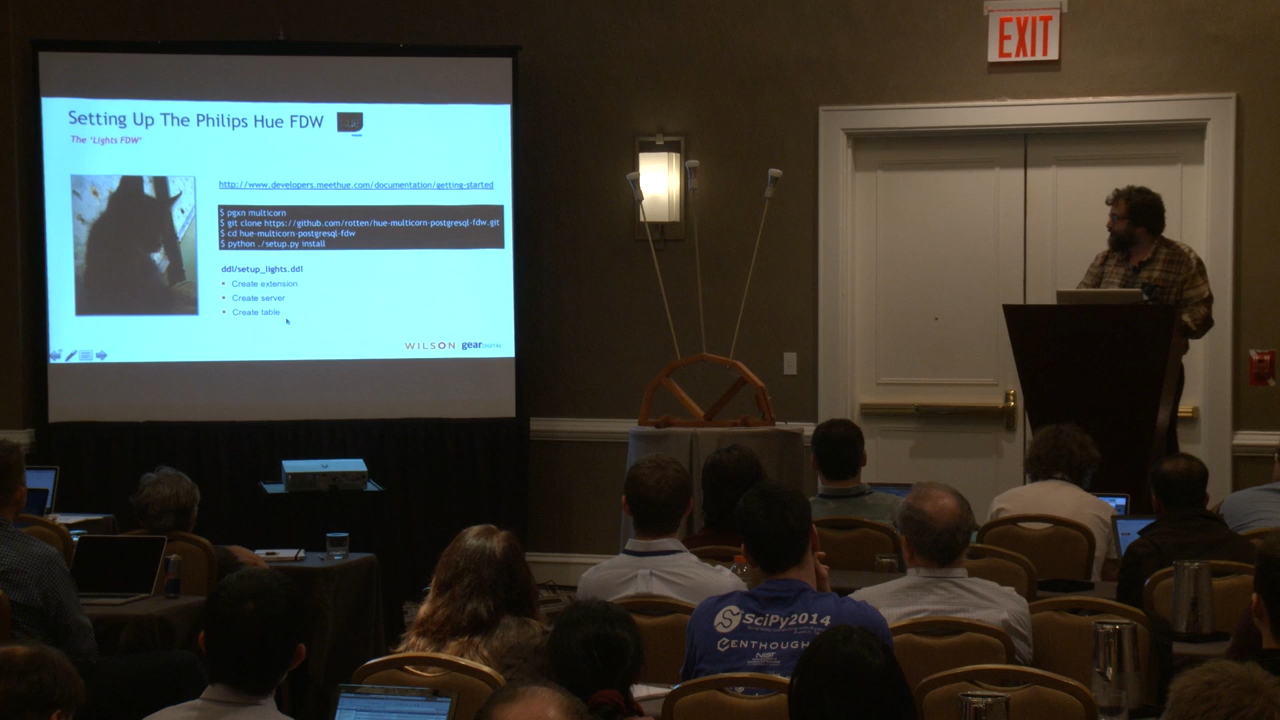 EXIT
Setting Up The Philips Hue FDW
The 'Lights FDW'
http://www.developers.meethue.com/documentation/getting-started
$ pgxn multicorn
$ git clone https://github.com/rotten/hue-multicorn-postgresql-fdw.git
$ cd hue-multicorn-postgresql-fdw
$ python ./setup.py install
ddl/setup_lights.ddl
• Create extension
• Create server
• Create table
WILSON gear
SciPy2014
ENTHOUGH
NIST